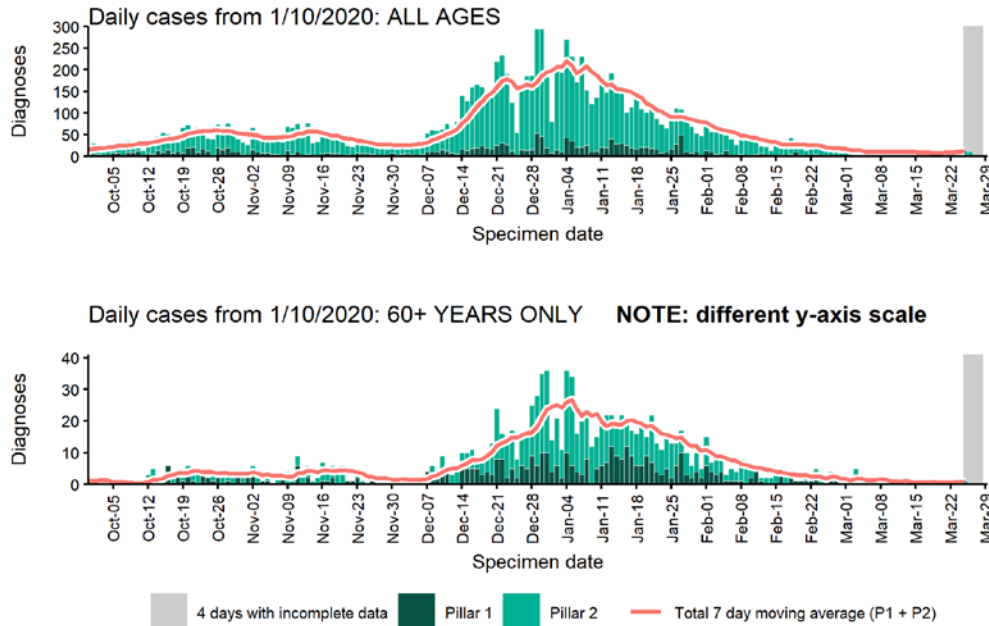 Daily cases from 1/10/2020: ALL AGES
Diagnoses
300
250
200
150
100
50
0
Oct-05
Oct-12
Oct-19
Oct-26
Nov-02
Nov-09
Nov-16
Nov-23
Nov-30
Dec-07
Dec-14
Dec-21
Dec-28
Jan-04
Jan-11
Jan-18
Jan-25
Feb-01
Feb-08
Feb-15
Feb-22
Mar-01
Mar-08
Mar-15
Mar-22
Mar-29
Specimen date
Daily cases from 1/10/2020: 60+ YEARS ONLY NOTE: different y-axis scale
Diagnoses
40
30
20
10
0
Oct-05
Oct-12
Oct-19
Oct-26
Nov-02
Nov-09
Nov-16
Nov-23
Nov-30
Dec-07
Dec-14
Dec-21
Dec-28
Jan-04
Jan-11
Jan-18
Jan-25
Feb-01
Feb-08
Feb-15
Feb-22
Mar-01
Mar-08
Mar-15
Mar-22
Mar-29
Specimen date
4 days with incomplete data Pillar 1 Pillar 2 Total 7 day moving average (P1 + P2)